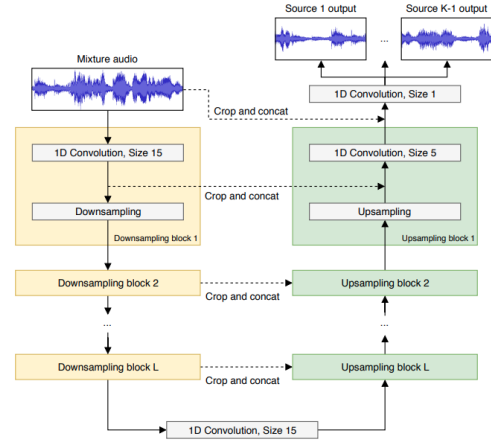 Source 1 output
Source K-1 output
...
Mixture audio
1D Convolution, Size 1
Crop and concat
1D Convolution, Size 15
1D Convolution, Size 5
Crop and concat
Downsampling
Upsampling
Downsampling block 1
Upsampling block 1
Downsampling block 2
Upsampling block 2
Crop and concat
...
...
Downsampling block L
Upsampling block L
Crop and concat
1D Convolution, Size 15